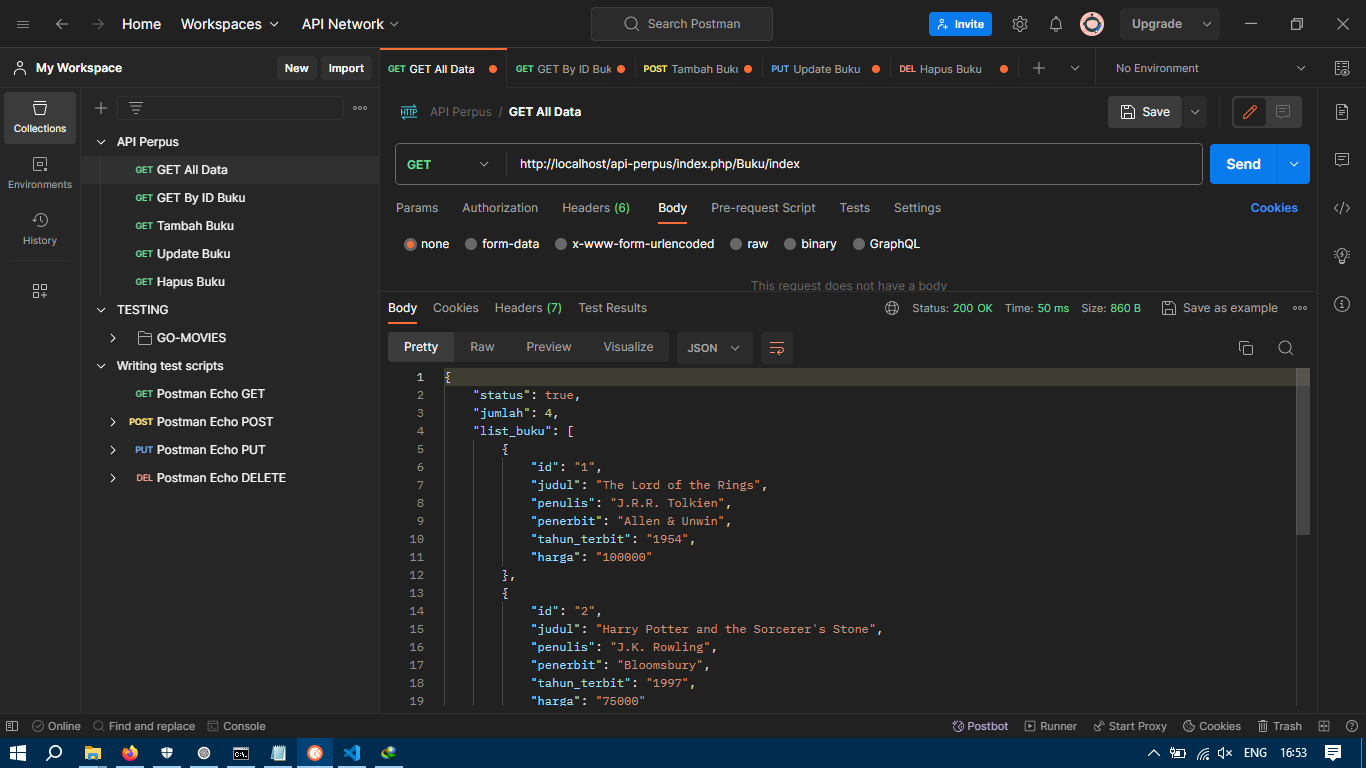 Home Workspaces API Network Search Postman Invite Upgrade
My Workspace New Import
GET GET All Data GET GET By ID Buk POST Tambah Buku PUT Update Buku DEL Hapus Buku No Environment
Collections
Environments
History
API Perpus
GET GET All Data
GET GET By ID Buku
GET Tambah Buku
GET Update Buku
GET Hapus Buku
TESTING
GO-MOVIES
Writing test scripts
GET Postman Echo GET
POST Postman Echo POST
PUT Postman Echo PUT
DEL Postman Echo DELETE
HTTP API Perpus / GET All Data Save
GET http://localhost/api-perpus/index.php/Buku/index Send
Params Authorization Headers (6) Body Pre-request Script Tests Settings Cookies
none form-data x-www-form-urlencoded raw binary GraphQL
This request does not have a body
Body Cookies Headers (7) Test Results Status: 200 OK Time: 50 ms Size: 860 B Save as example
Pretty Raw Preview Visualize JSON
1 {
2 "status": true,
3 "jumlah": 4,
4 "list_buku": [
5 {
6 "id": "1",
7 "judul": "The Lord of the Rings",
8 "penulis": "J.R.R. Tolkien",
9 "penerbit": "Allen & Unwin",
10 "tahun_terbit": "1954",
11 "harga": "100000"
12 },
13 {
14 "id": "2",
15 "judul": "Harry Potter and the Sorcerer's Stone",
16 "penulis": "J.K. Rowling",
17 "penerbit": "Bloomsbury",
18 "tahun_terbit": "1997",
19 "harga": "75000"
Online Find and replace Console Postbot Runner Start Proxy Cookies Trash
ENG 16:53